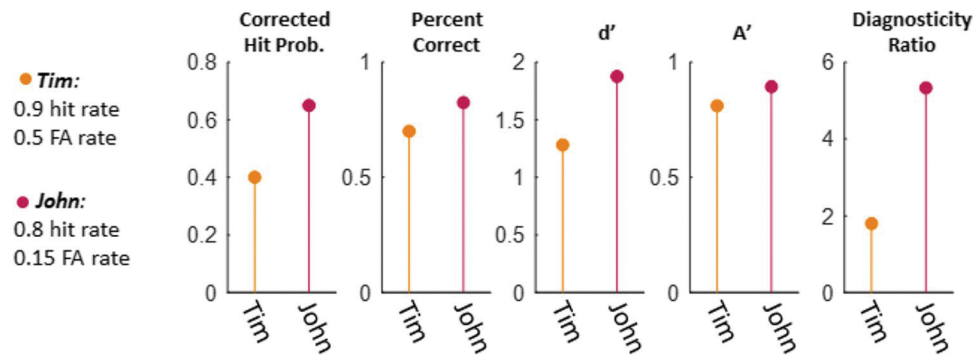 Tim:
0.9 hit rate
0.5 FA rate
John:
0.8 hit rate
0.15 FA rate
Corrected
Hit Prob.
0.8
0.6
0.4
0.2
0
Tim
John
Percent
Correct
1
0.5
0
Tim
John
d’
2
1.5
1
0.5
0
Tim
John
A’
1
0.5
0
Tim
John
Diagnosticity
Ratio
6
4
2
0
Tim
John